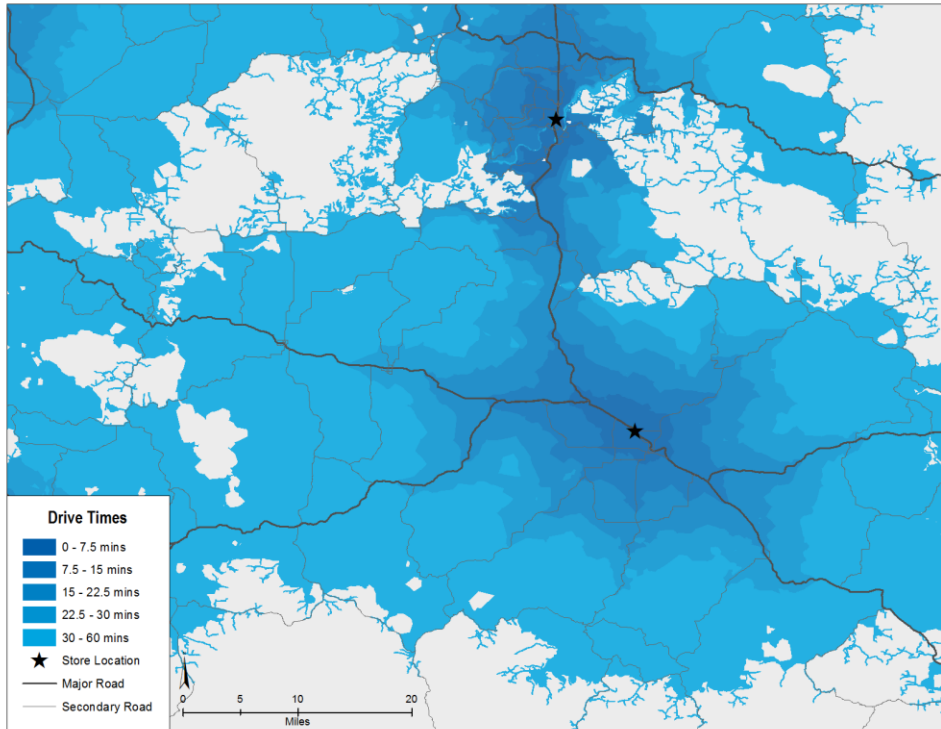 Drive Times
0 - 7.5 mins
7.5 - 15 mins
15 - 22.5 mins
22.5 - 30 mins
30 - 60 mins
Store Location
Major Road
Secondary Road
0 5 10 20
Miles